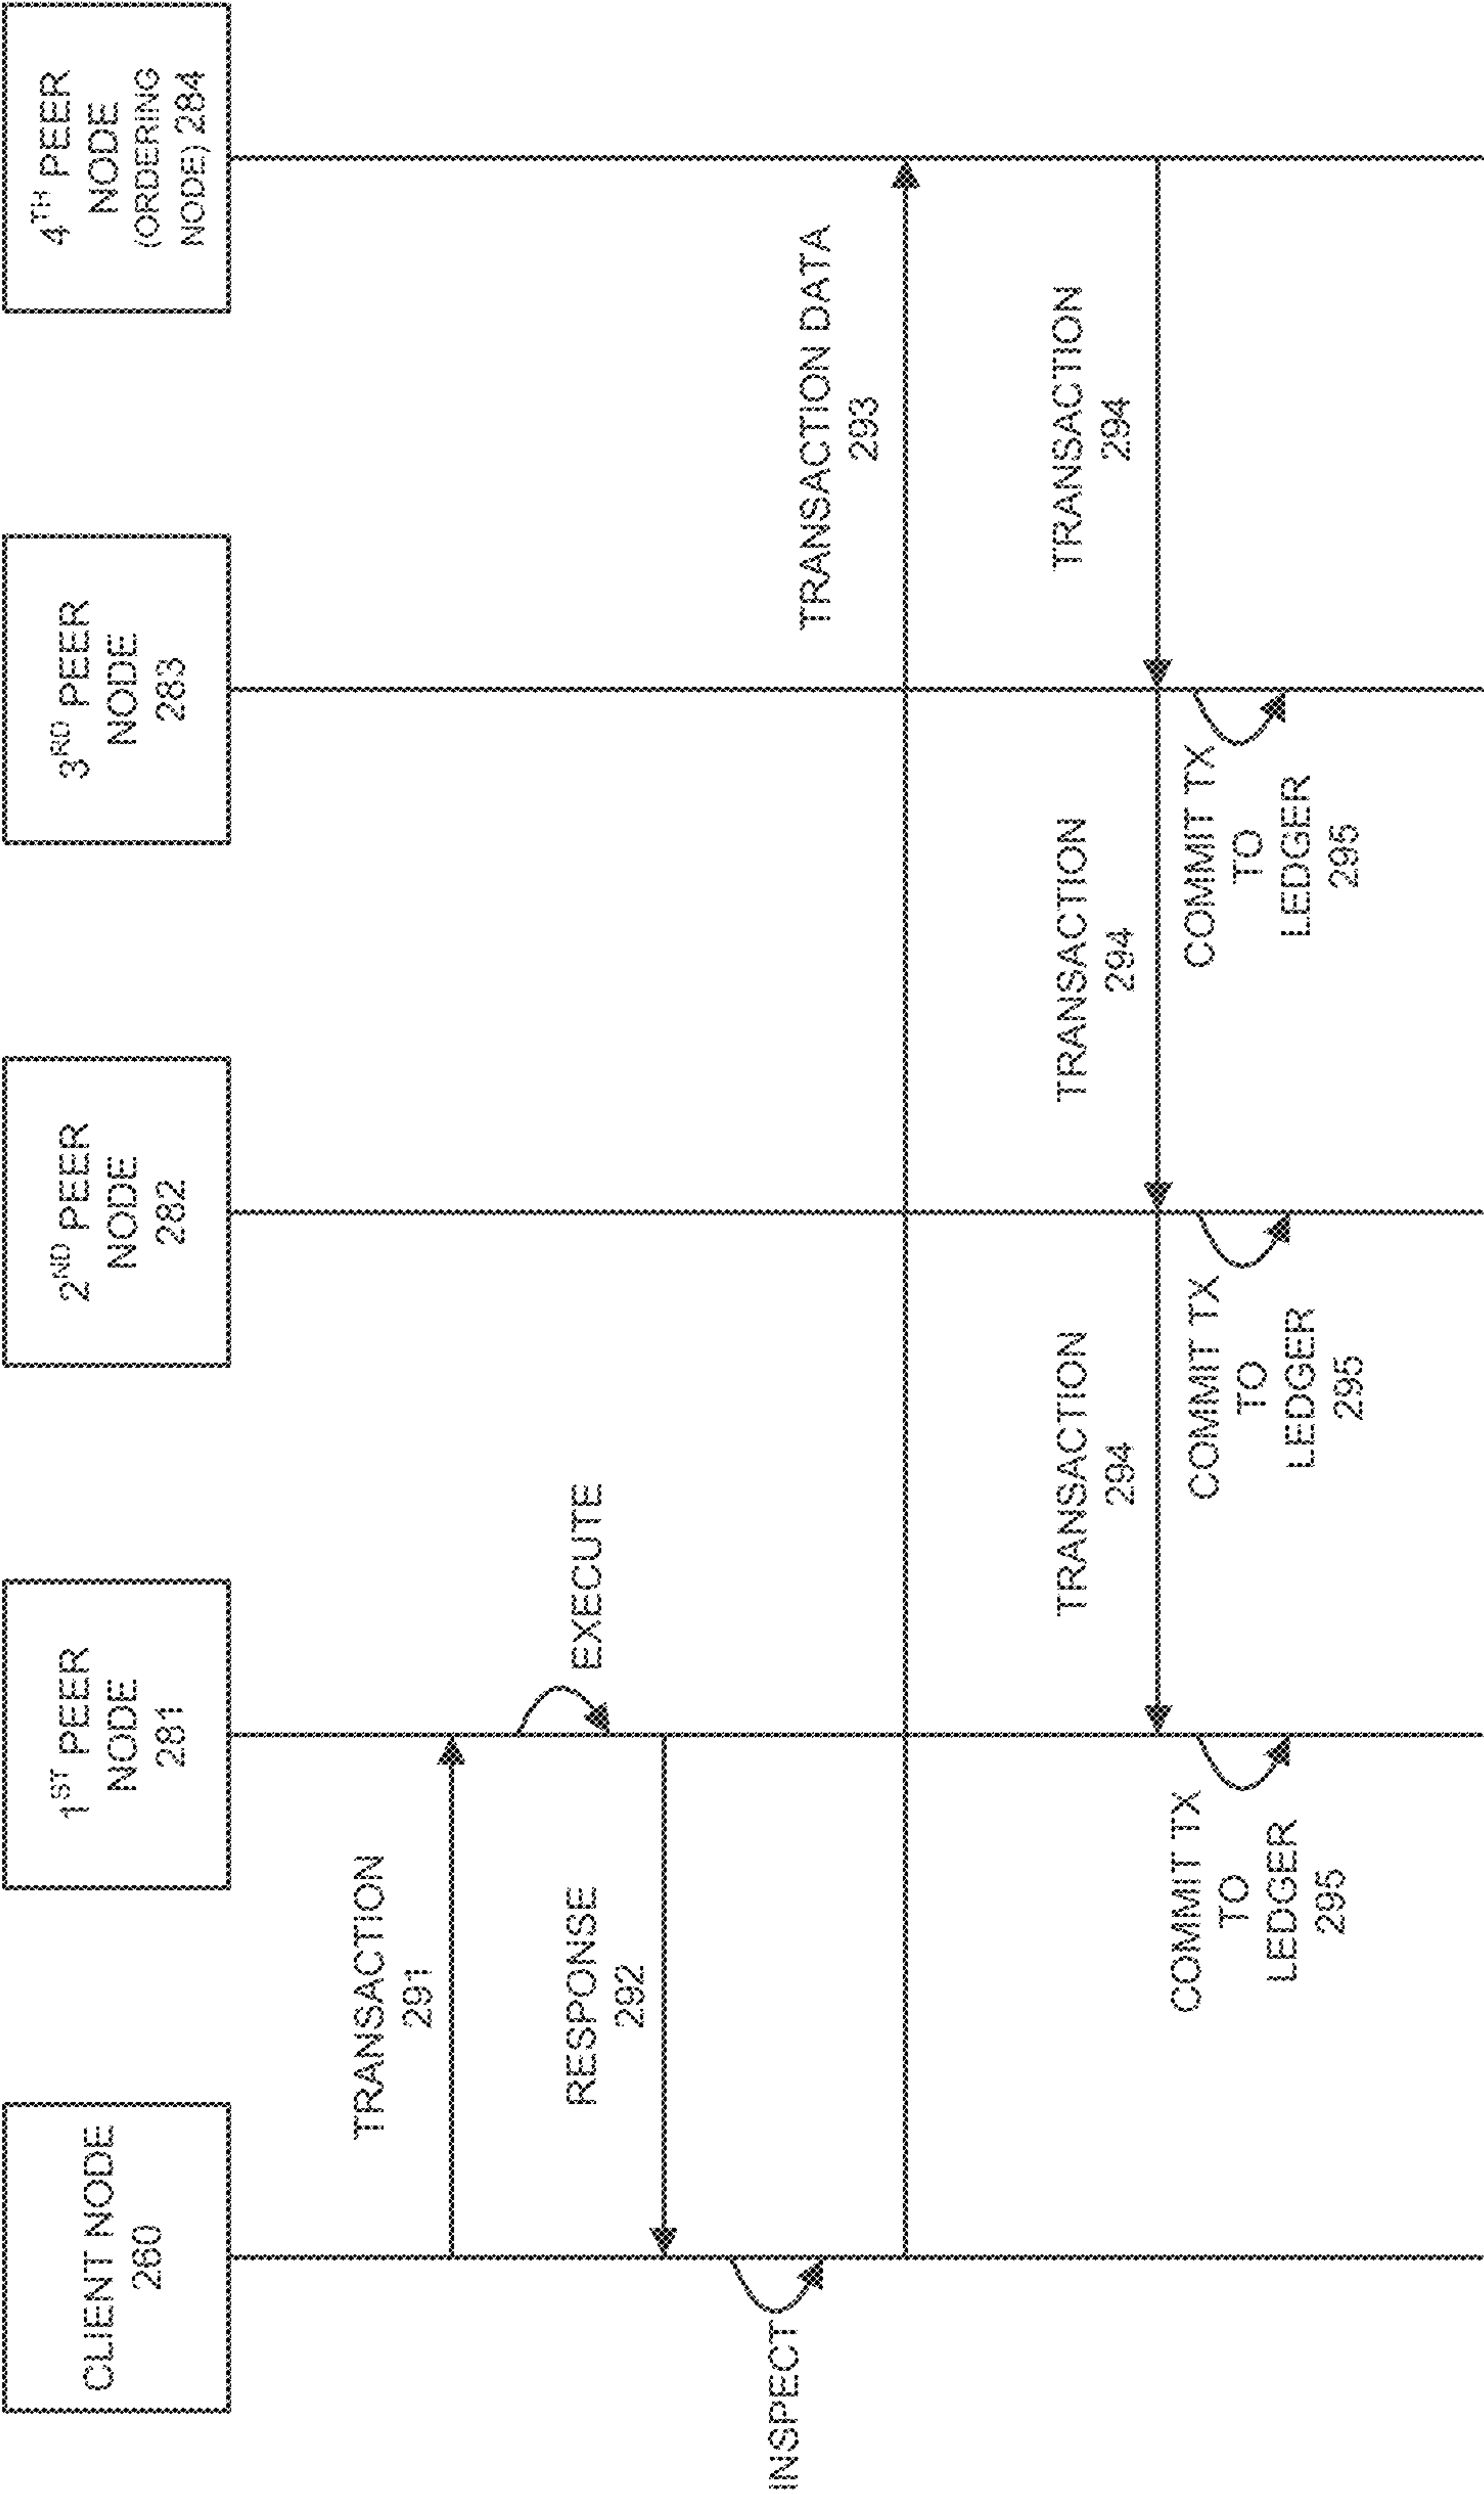 CLIENT NODE
260
1ST PEER
NODE
281
2ND PEER
NODE
282
3RD PEER
NODE
283
4TH PEER
NODE
(ORDERING
NODE) 284
TRANSACTION
291
EXECUTE
RESPONSE
292
INSPECT
TRANSACTION DATA
293
TRANSACTION
294
TRANSACTION
294
TRANSACTION
294
COMMIT TX
TO
LEDGER
295
COMMIT TX
TO
LEDGER
295
COMMIT TX
TO
LEDGER
295